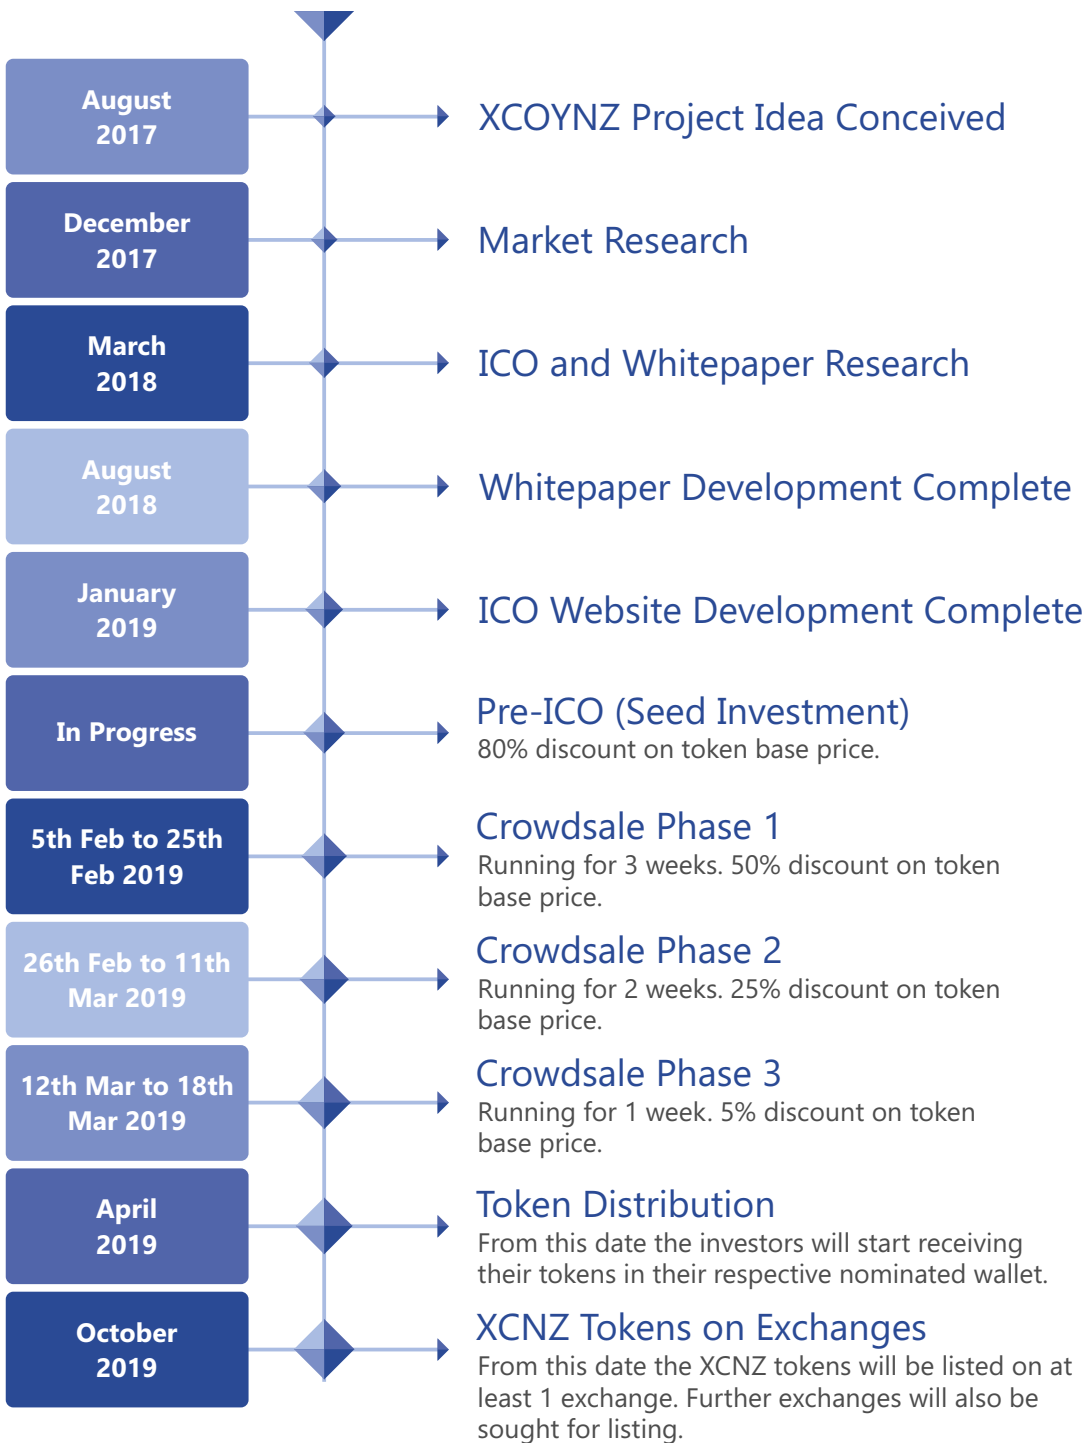 August
2017
XCOYNZ Project Idea Conceived
December
2017
Market Research
March
2018
ICO and Whitepaper Research
August
2018
Whitepaper Development Complete
January
2019
ICO Website Development Complete
In Progress
Pre-ICO (Seed Investment)
80% discount on token base price.
5th Feb to 25th
Feb 2019
Crowdsale Phase 1
Running for 3 weeks. 50% discount on token
base price.
26th Feb to 11th
Mar 2019
Crowdsale Phase 2
Running for 2 weeks. 25% discount on token
base price.
12th Mar to 18th
Mar 2019
Crowdsale Phase 3
Running for 1 week. 5% discount on token
base price.
April
2019
Token Distribution
From this date the investors will start receiving
their tokens in their respective nominated wallet.
October
2019
XCNZ Tokens on Exchanges
From this date the XCNZ tokens will be listed on at
least 1 exchange. Further exchanges will also be
sought for listing.